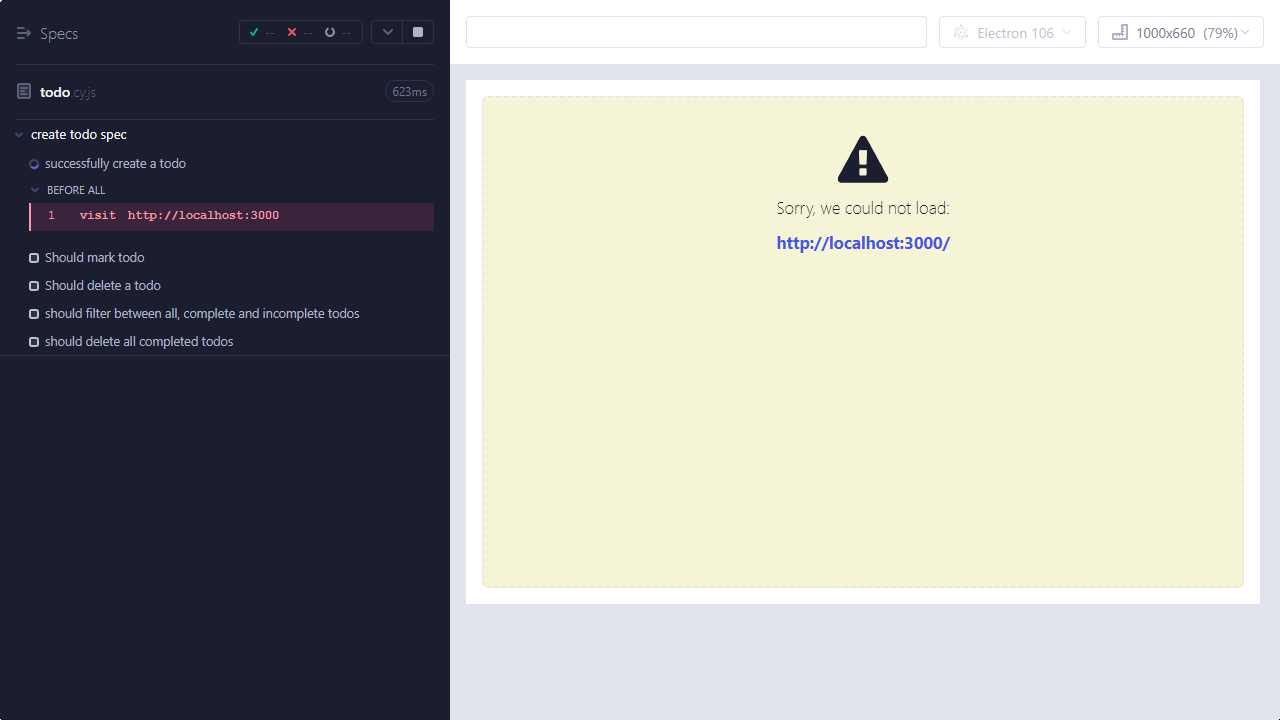 Specs
-- -- --
todo.cy.js 623ms
create todo spec
successfully create a todo
BEFORE ALL
1 visit http://localhost:3000
Should mark todo
Should delete a todo
should filter between all, complete and incomplete todos
should delete all completed todos
Electron 106
1000x660 (79%)
Sorry, we could not load:
http://localhost:3000/